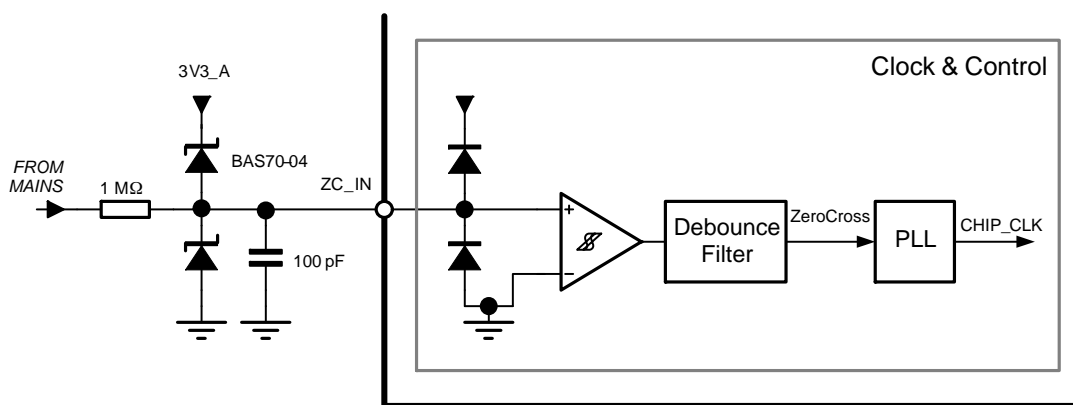 Clock & Control
3V3_A
BAS70-04
FROM
MAINS
1 MΩ
ZC_IN
100 pF
+
−
Debounce
Filter
ZeroCross
PLL
CHIP_CLK